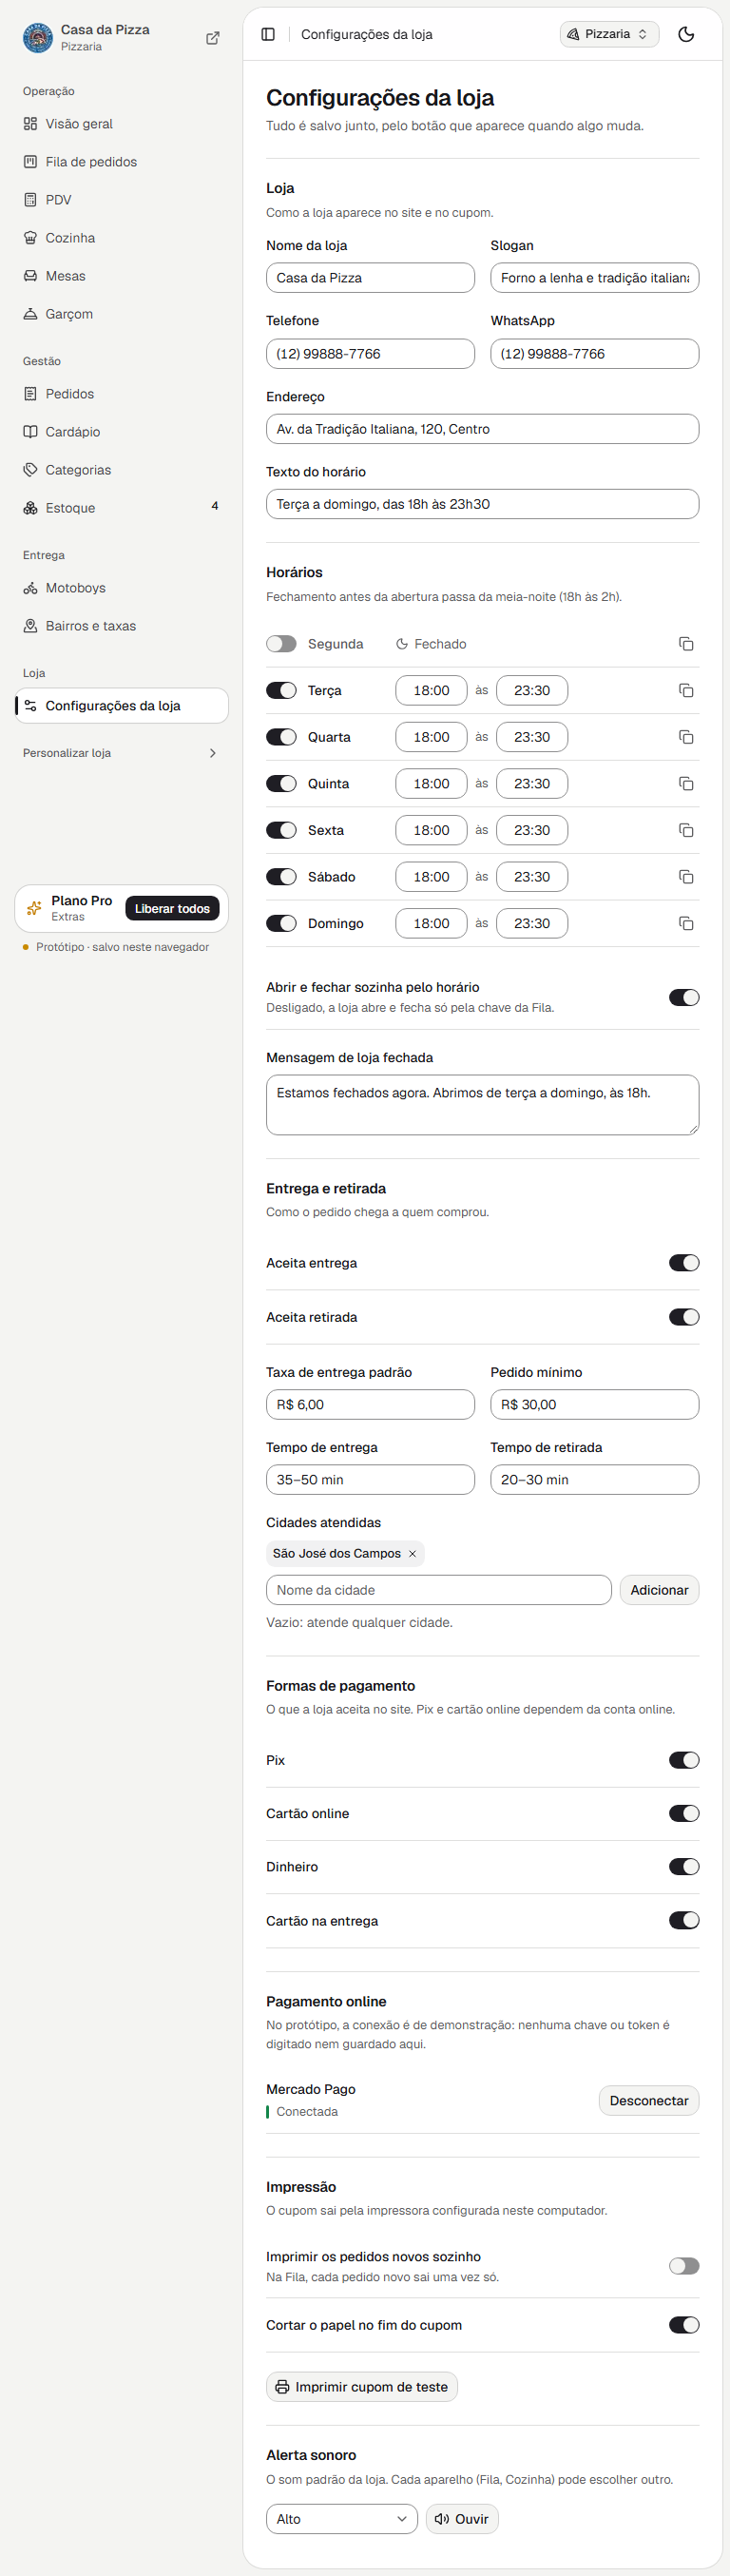 Casa da Pizza
Pizzaria
Operação
Visão geral
Fila de pedidos
PDV
Cozinha
Mesas
Garçom
Gestão
Pedidos
Cardápio
Categorias
Estoque 4
Entrega
Motoboys
Bairros e taxas
Loja
Configurações da loja
Personalizar loja
Plano Pro
Extras
Liberar todos
Protótipo · salvo neste navegador
Configurações da loja
Pizzaria
Configurações da loja
Tudo é salvo junto, pelo botão que aparece quando algo muda.
Loja
Como a loja aparece no site e no cupom.
Nome da loja
Casa da Pizza
Slogan
Forno a lenha e tradição italiana
Telefone
(12) 99888-7766
WhatsApp
(12) 99888-7766
Endereço
Av. da Tradição Italiana, 120, Centro
Texto do horário
Terça a domingo, das 18h às 23h30
Horários
Fechamento antes da abertura passa da meia-noite (18h às 2h).
Segunda Fechado
Terça 18:00 às 23:30
Quarta 18:00 às 23:30
Quinta 18:00 às 23:30
Sexta 18:00 às 23:30
Sábado 18:00 às 23:30
Domingo 18:00 às 23:30
Abrir e fechar sozinha pelo horário
Desligado, a loja abre e fecha só pela chave da Fila.
Mensagem de loja fechada
Estamos fechados agora. Abrimos de terça a domingo, às 18h.
Entrega e retirada
Como o pedido chega a quem comprou.
Aceita entrega
Aceita retirada
Taxa de entrega padrão
R$ 6,00
Pedido mínimo
R$ 30,00
Tempo de entrega
35–50 min
Tempo de retirada
20–30 min
Cidades atendidas
São José dos Campos ×
Nome da cidade
Adicionar
Vazio: atende qualquer cidade.
Formas de pagamento
O que a loja aceita no site. Pix e cartão online dependem da conta online.
Pix
Cartão online
Dinheiro
Cartão na entrega
Pagamento online
No protótipo, a conexão é de demonstração: nenhuma chave ou token é
digitado nem guardado aqui.
Mercado Pago
Conectada
Desconectar
Impressão
O cupom sai pela impressora configurada neste computador.
Imprimir os pedidos novos sozinho
Na Fila, cada pedido novo sai uma vez só.
Cortar o papel no fim do cupom
Imprimir cupom de teste
Alerta sonoro
O som padrão da loja. Cada aparelho (Fila, Cozinha) pode escolher outro.
Alto
Ouvir